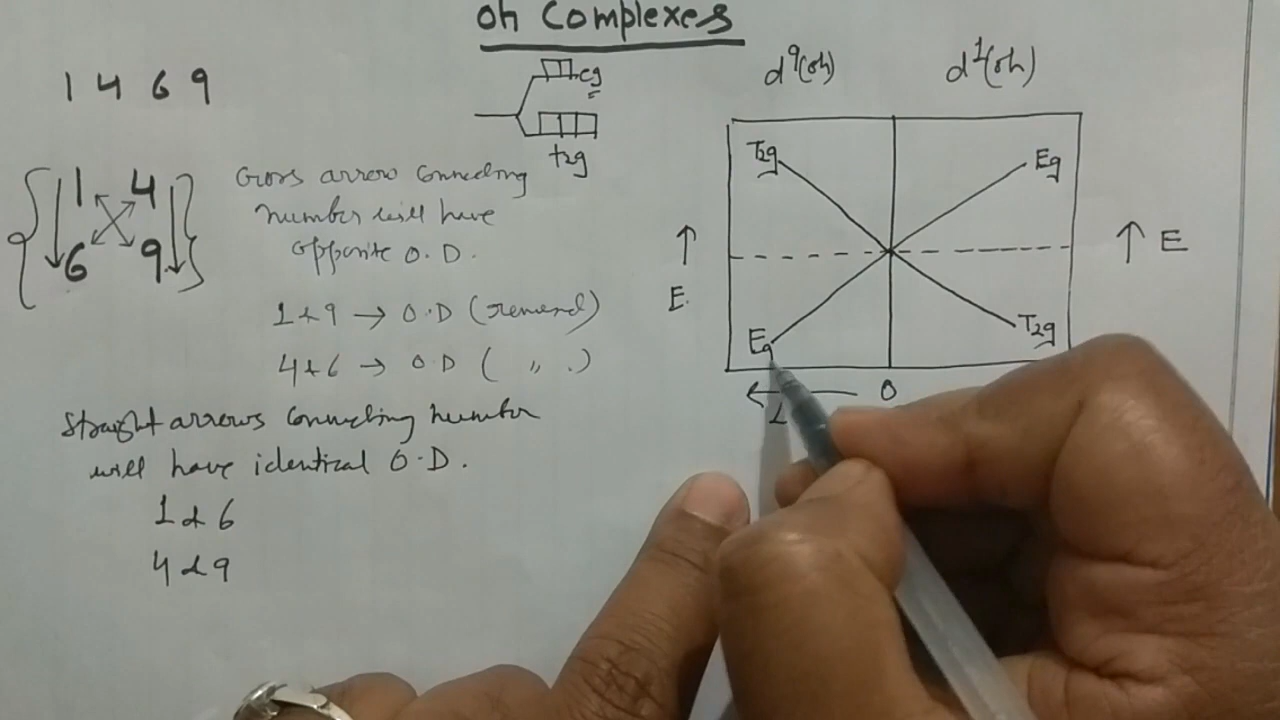 Oh Complexes
1 4 6 9
eg
t2g
1 4
6 9
Cross arrow connecting
number will have
opposite O.D.
1 & 9 → O.D (reversed)
4 & 6 → O D ( " . )
Straight arrows connecting number
will have identical O.D.
1 & 6
4 & 9
d⁹(oh) d¹(oh)
T2g Eg
E. ↑ ↑ E
Eg T2g
← 0